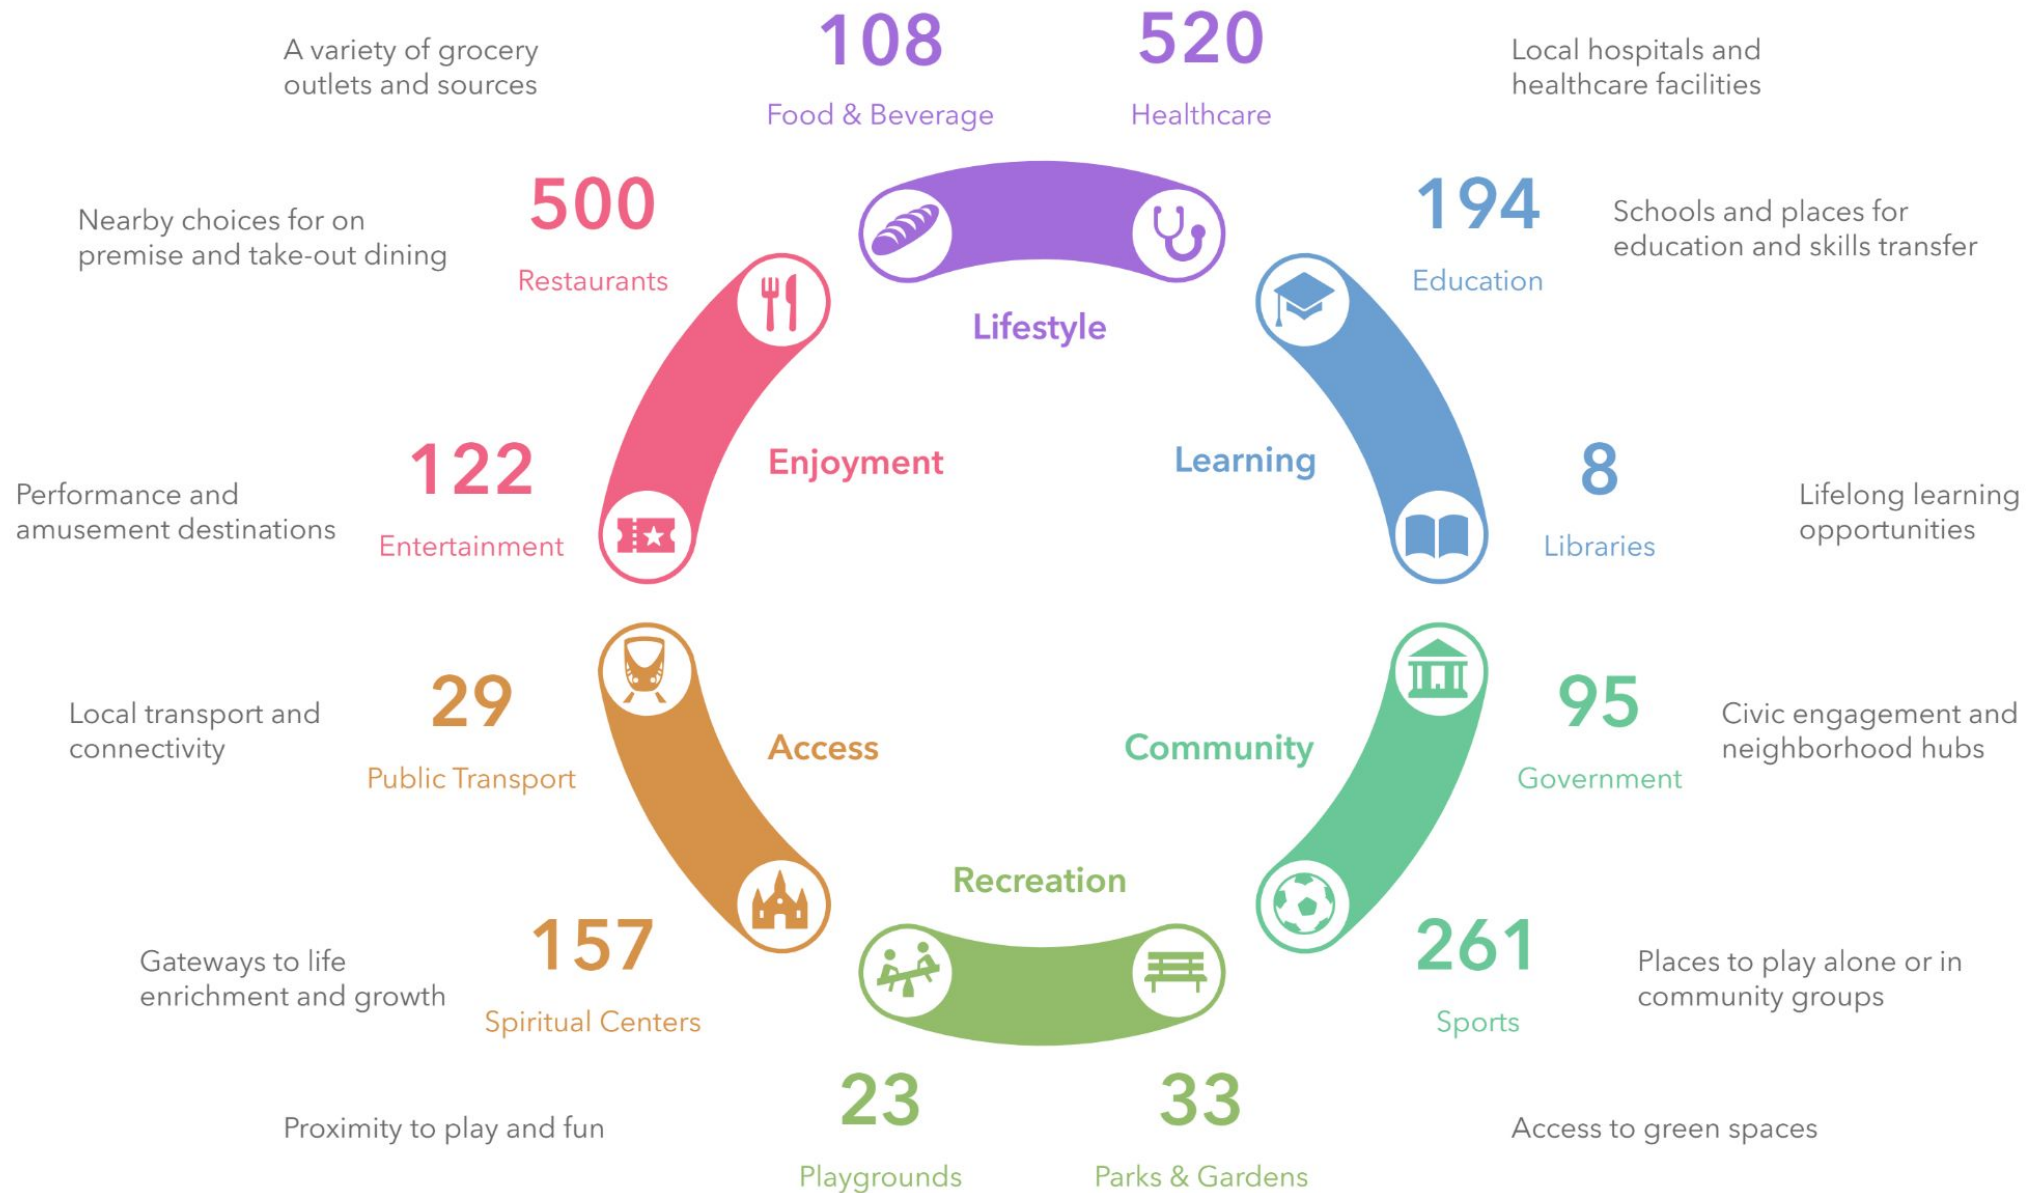 A variety of grocery
outlets and sources
108
Food & Beverage
520
Healthcare
Local hospitals and
healthcare facilities
Nearby choices for on
premise and take-out dining
500
Restaurants
194
Education
Schools and places for
education and skills transfer
Lifestyle
Performance and
amusement destinations
122
Entertainment
Enjoyment
Learning
8
Libraries
Lifelong learning
opportunities
Local transport and
connectivity
29
Public Transport
Access
Community
95
Government
Civic engagement and
neighborhood hubs
Recreation
Gateways to life
enrichment and growth
157
Spiritual Centers
261
Sports
Places to play alone or in
community groups
Proximity to play and fun
23
Playgrounds
33
Parks & Gardens
Access to green spaces